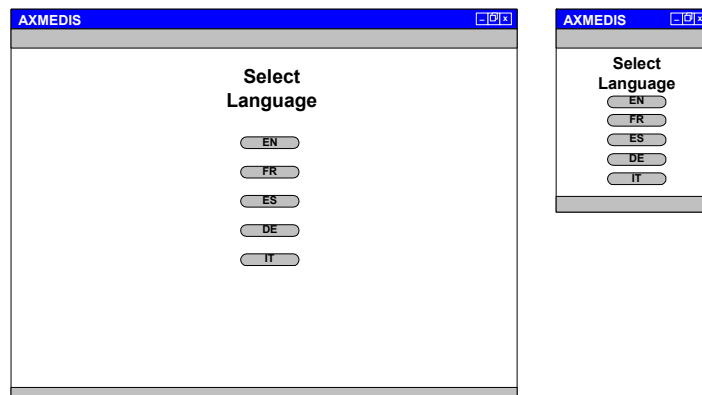 AXMEDIS
Select
Language
EN
FR
ES
DE
IT
AXMEDIS
Select
Language
EN
FR
ES
DE
IT